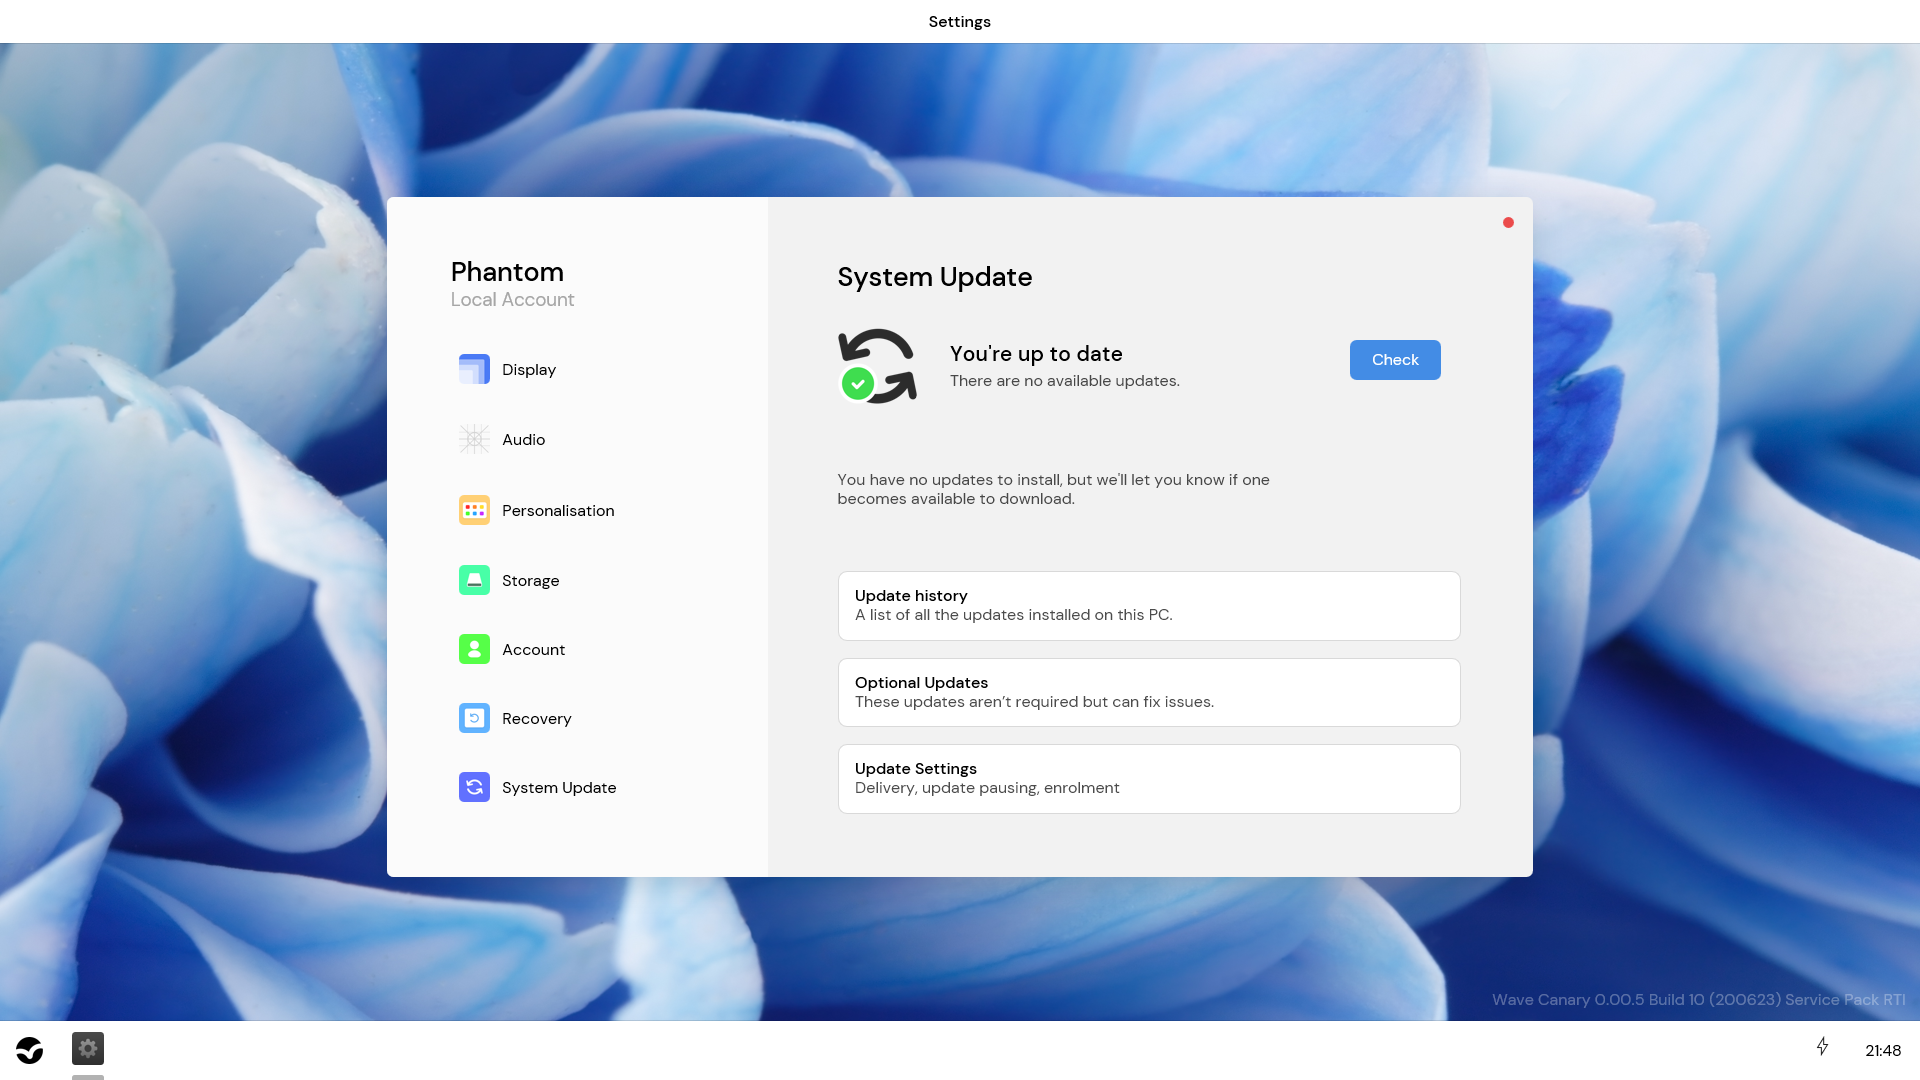 Settings
Phantom
Local Account
Display
Audio
Personalisation
Storage
Account
Recovery
System Update
System Update
You're up to date
There are no available updates.
Check
You have no updates to install, but we'll let you know if one
becomes available to download.
Update history
A list of all the updates installed on this PC.
Optional Updates
These updates aren’t required but can fix issues.
Update Settings
Delivery, update pausing, enrolment
Wave Canary 0.00.5 Build 10 (200623) Service Pack RTI
21:48